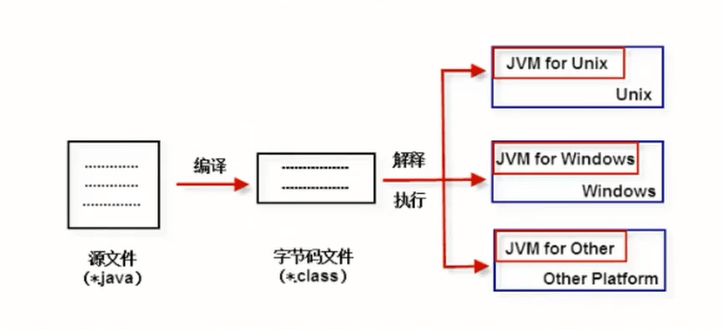 源文件
(*.java)
编译
字节码文件
(*.class)
解释
执行
JVM for Unix
Unix
JVM for Windows
Windows
JVM for Other
Other Platform